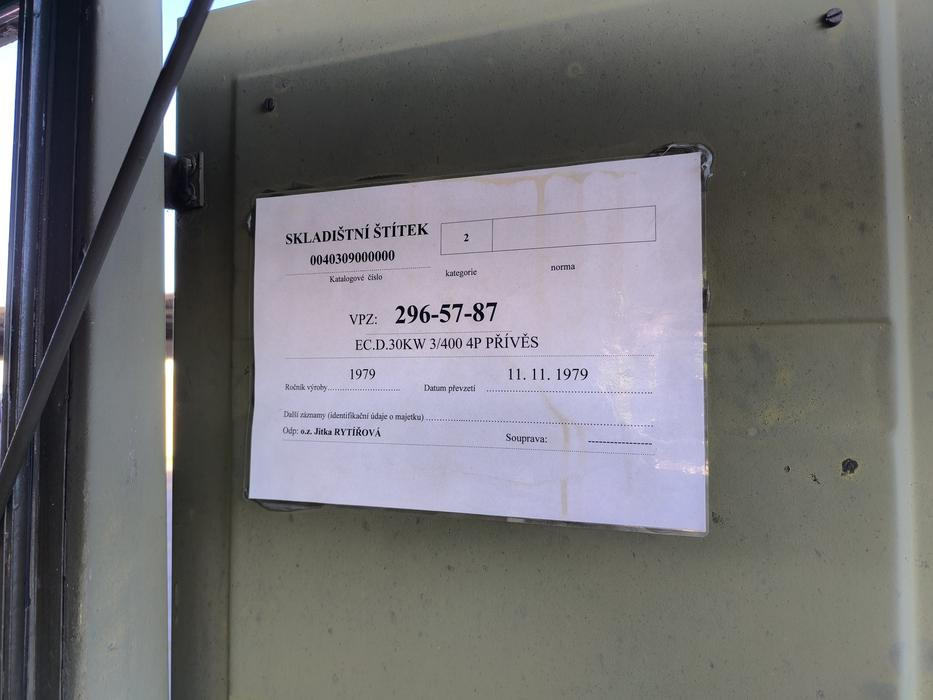 SKLADIŠTNÍ ŠTÍTEK
2
0040309000000
Katalogové číslo
kategorie
norma
VPZ: 296-57-87
EC.D.30KW 3/400 4P PŘÍVĚS
1979
11. 11. 1979
Ročník výroby
Datum převzetí
Další záznamy (identifikační údaje o majetku)
Odp: o.z. Jitka RYTÍŘOVÁ
Souprava: ----------------